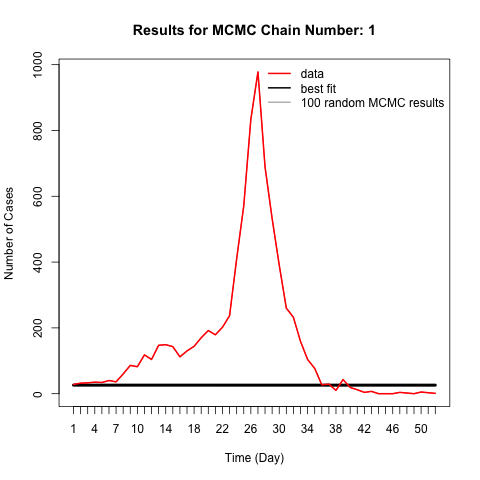 Results for MCMC Chain Number: 1
1000
800
600
400
200
0
Number of Cases
data
best fit
100 random MCMC results
1 4 7 10 14 18 22 26 30 34 38 42 46 50
Time (Day)